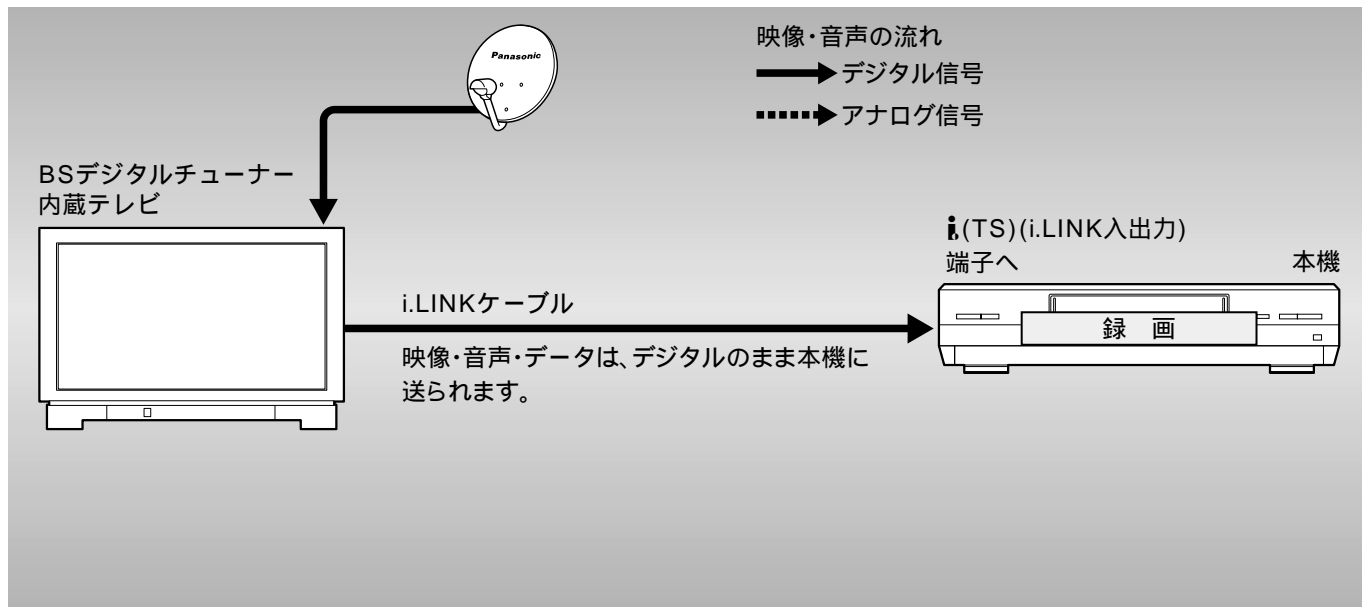 Panasonic
映像・音声の流れ
デジタル信号
アナログ信号
BSデジタルチューナー
内蔵テレビ
i(TS)(i.LINK入出力)
端子へ
本機
i.LINKケーブル
録 画
映像・音声・データは、デジタルのまま本機に
送られます。